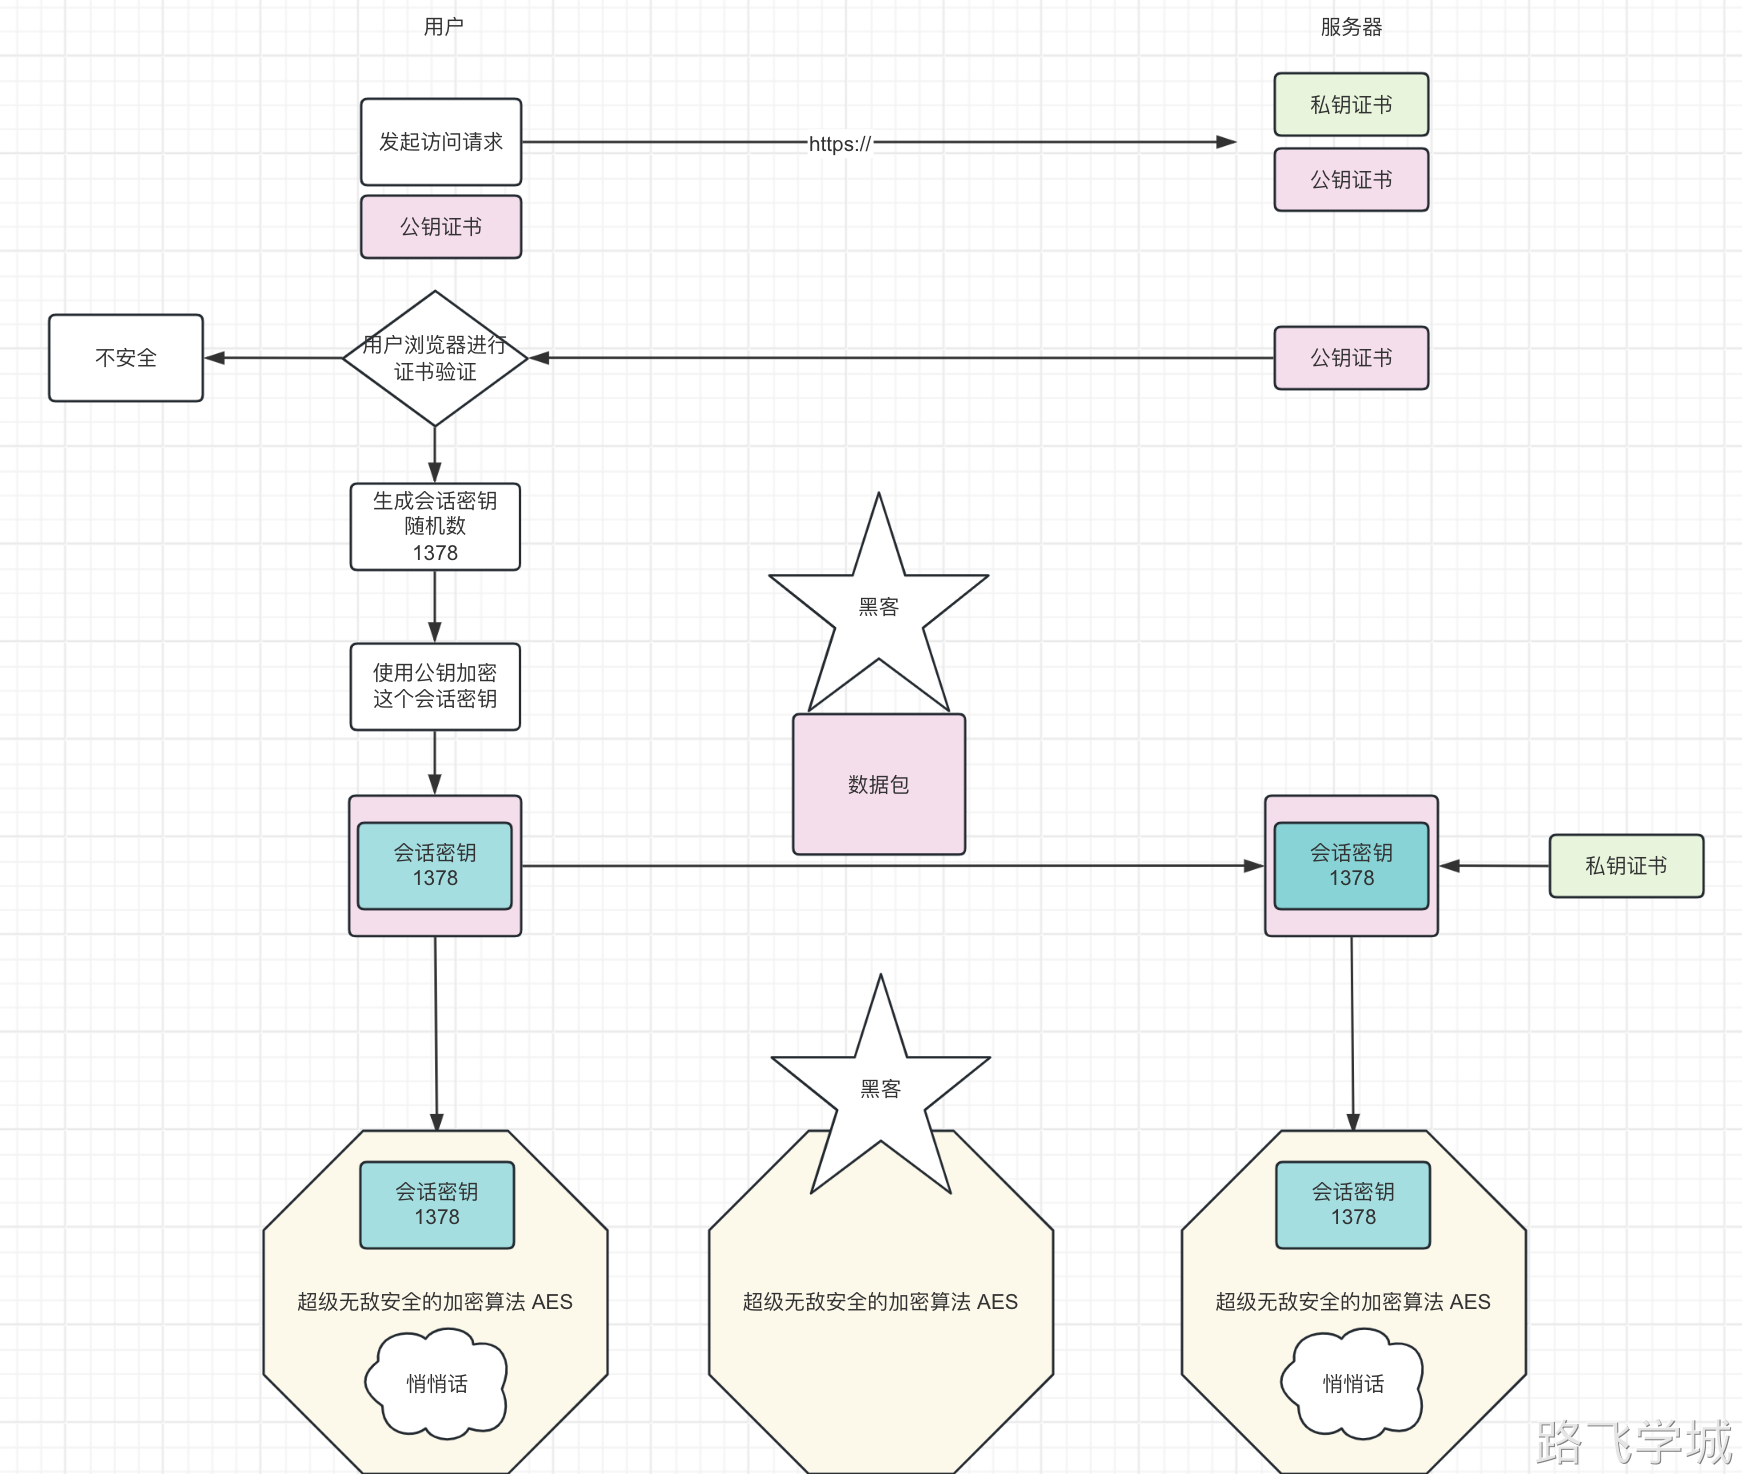 用户
服务器
私钥证书
发起访问请求
https://
公钥证书
公钥证书
不安全
用户浏览器进行
证书验证
公钥证书
生成会话密钥
随机数
1378
黑客
使用公钥加密
这个会话密钥
数据包
会话密钥
1378
会话密钥
1378
私钥证书
黑客
会话密钥
1378
会话密钥
1378
超级无敌安全的加密算法 AES
超级无敌安全的加密算法 AES
超级无敌安全的加密算法 AES
悄悄话
悄悄话
路飞学城